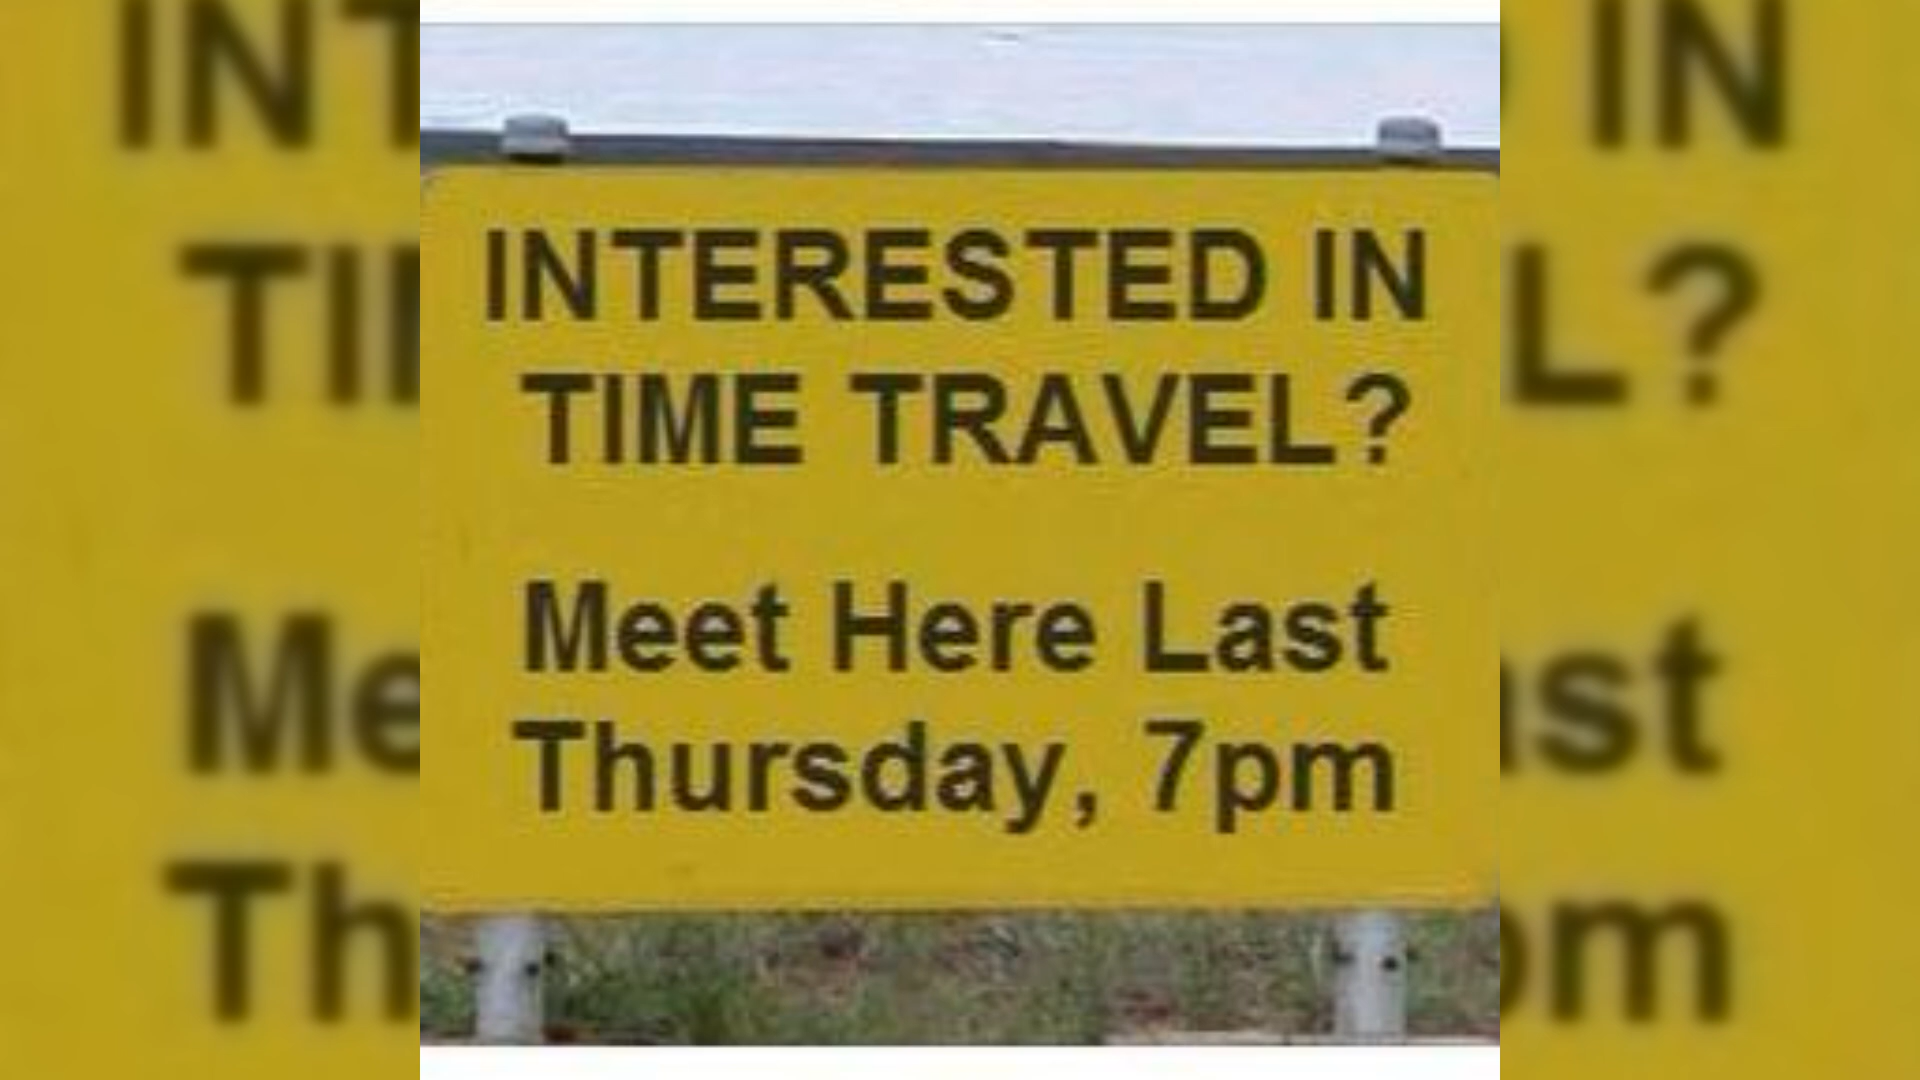 INTERESTED IN
TIME TRAVEL?
Meet Here Last
Thursday, 7pm